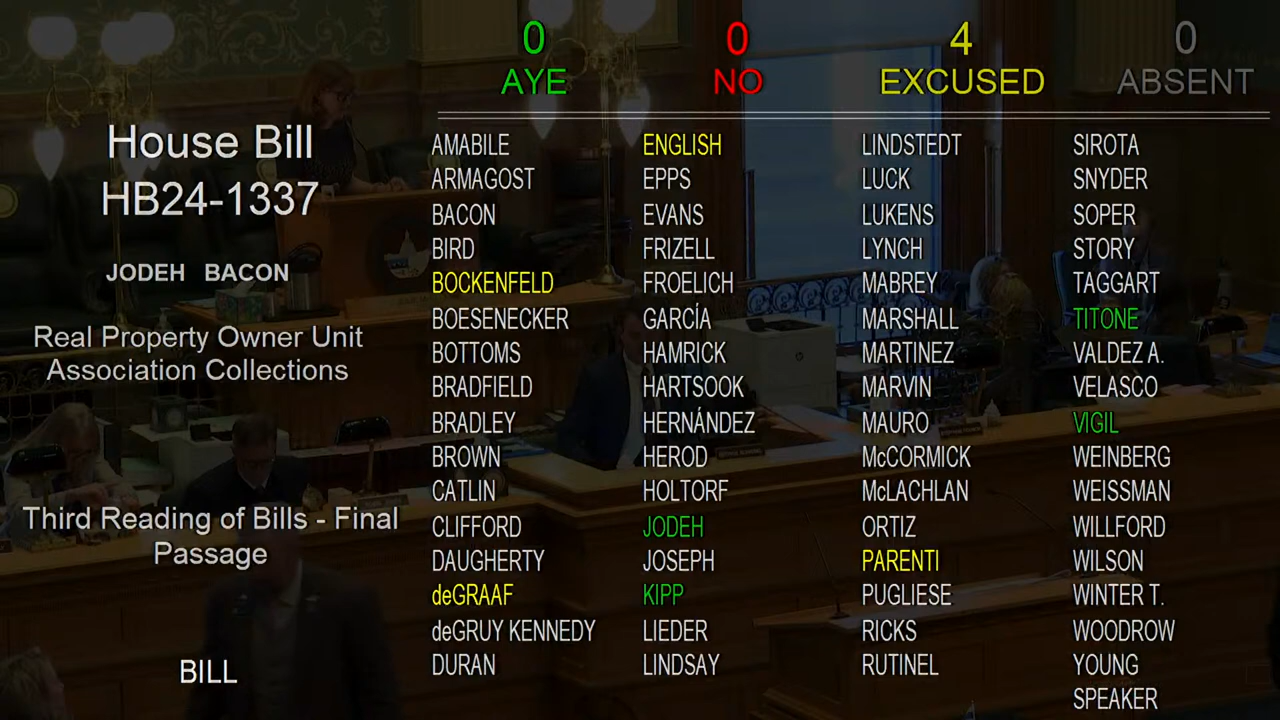 0 0 4 0
AYE NO EXCUSED ABSENT
House Bill
HB24-1337
JODEH BACON
Real Property Owner Unit
Association Collections
Third Reading of Bills - Final
Passage
BILL
AMABILE
ARMAGOST
BACON
BIRD
BOCKENFELD
BOESENECKER
BOTTOMS
BRADFIELD
BRADLEY
BROWN
CATLIN
CLIFFORD
DAUGHERTY
deGRAAF
deGRUY KENNEDY
DURAN
ENGLISH
EPPS
EVANS
FRIZELL
FROELICH
GARCÍA
HAMRICK
HARTSOOK
HERNÁNDEZ
HEROD
HOLTORF
JODEH
JOSEPH
KIPP
LIEDER
LINDSAY
LINDSTEDT
LUCK
LUKENS
LYNCH
MABREY
MARSHALL
MARTINEZ
MARVIN
MAURO
McCORMICK
McLACHLAN
ORTIZ
PARENTI
PUGLIESE
RICKS
RUTINEL
SIROTA
SNYDER
SOPER
STORY
TAGGART
TITONE
VALDEZ A.
VELASCO
VIGIL
WEINBERG
WEISSMAN
WILLFORD
WILSON
WINTER T.
WOODROW
YOUNG
SPEAKER